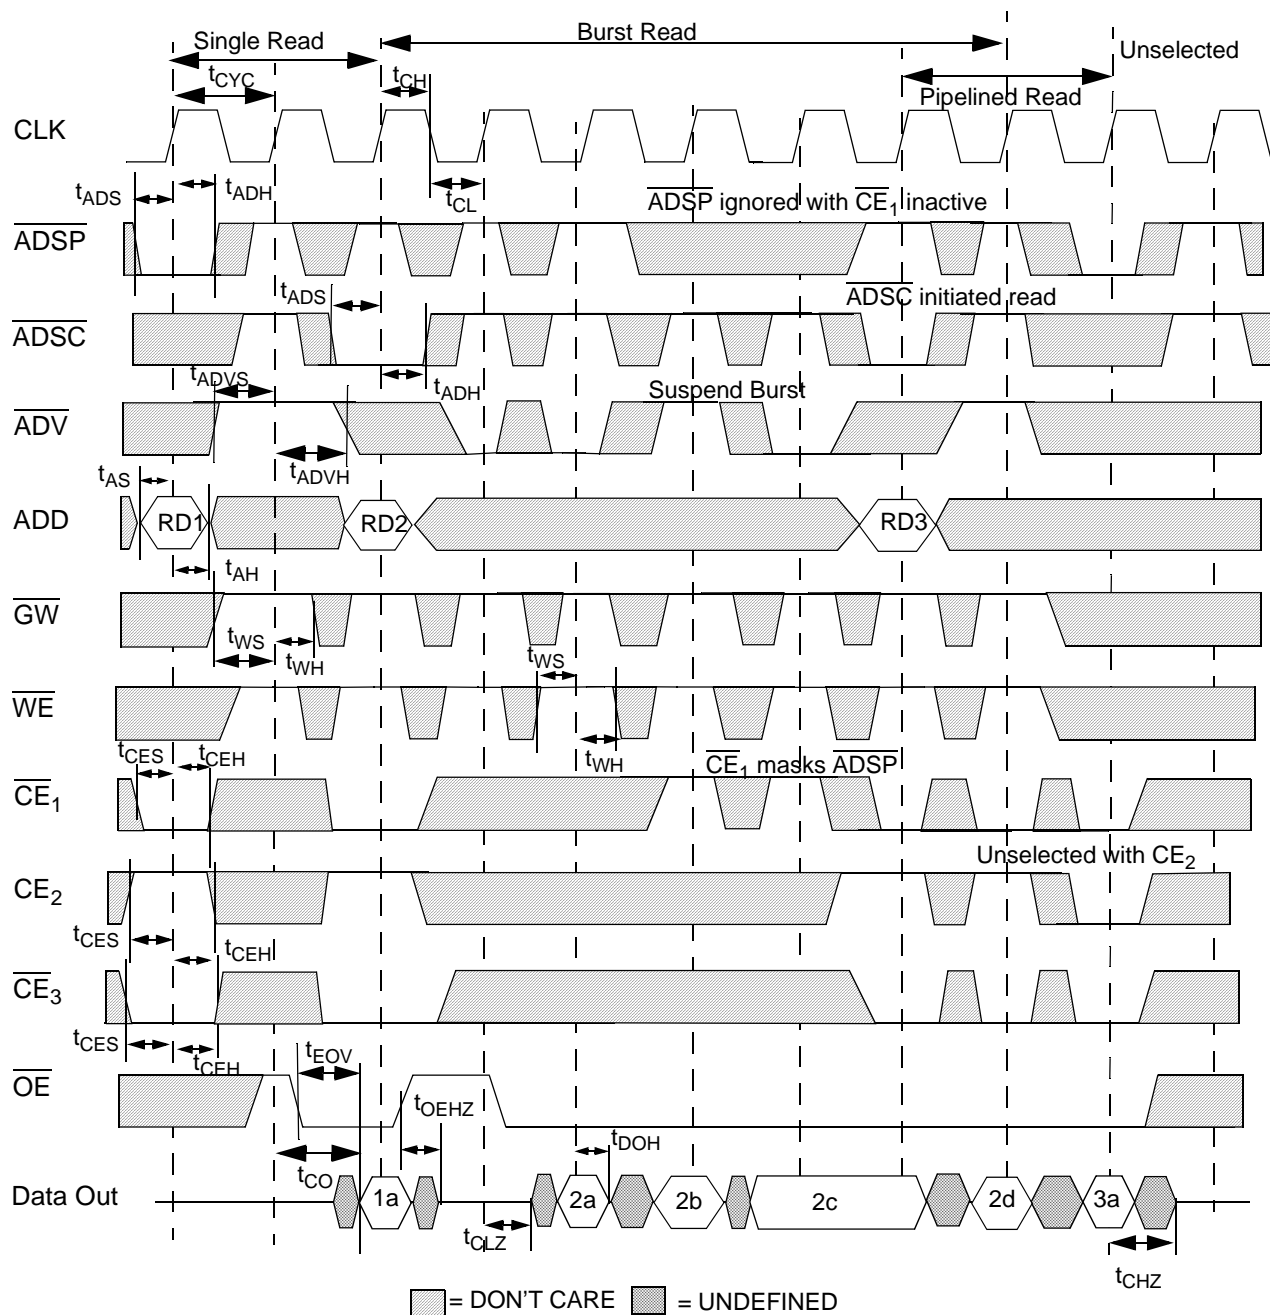 Single Read
Burst Read
Unselected
tCYC
tCH
Pipelined Read
CLK
tADS
tADH
tCL
ADSP ignored with CE1 inactive
ADSP
tADS
ADSC initiated read
ADSC
tADVS
tADH
Suspend Burst
ADV
tADVH
tAS
ADD
RD1
RD2
RD3
tAH
GW
tWS
tWH
tWS
WE
tCES
tCEH
tWH
CE1 masks ADSP
CE1
Unselected with CE2
CE2
tCES
tCEH
CE3
tCES
tCEH
tEOV
OE
tOEHZ
tDOH
tCO
Data Out
1a
2a
2b
2c
2d
3a
tCLZ
tCHZ
= DON'T CARE
= UNDEFINED